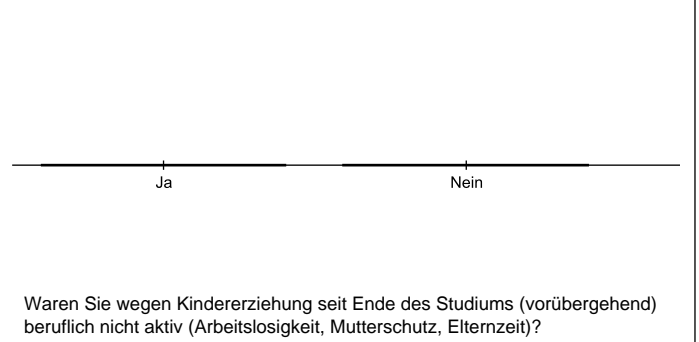 Ja Nein
Waren Sie wegen Kindererziehung seit Ende des Studiums (vorübergehend)
beruflich nicht aktiv (Arbeitslosigkeit, Mutterschutz, Elternzeit)?